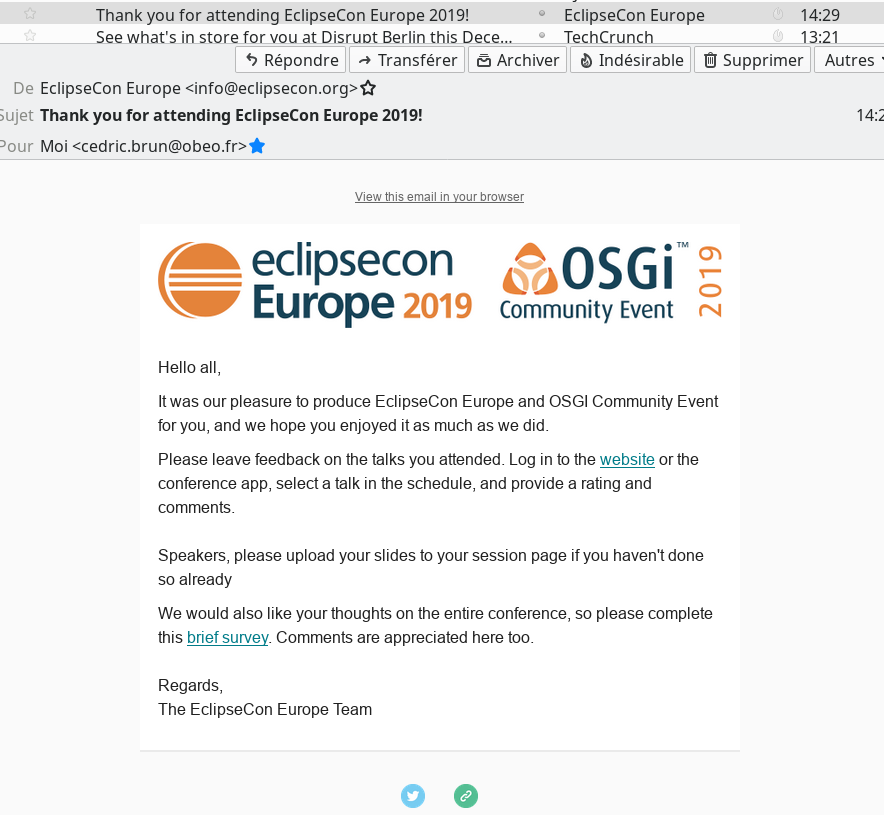 Thank you for attending EclipseCon Europe 2019! EclipseCon Europe 14:29
See what's in store for you at Disrupt Berlin this Dece... TechCrunch 13:21
Répondre Transférer Archiver Indésirable Supprimer Autres
De EclipseCon Europe <info@eclipsecon.org>
Sujet Thank you for attending EclipseCon Europe 2019! 14:2
Pour Moi <cedric.brun@obeo.fr>
View this email in your browser
eclipsecon
Europe 2019
OSGi™
Community Event
2019
Hello all,
It was our pleasure to produce EclipseCon Europe and OSGI Community Event
for you, and we hope you enjoyed it as much as we did.
Please leave feedback on the talks you attended. Log in to the website or the
conference app, select a talk in the schedule, and provide a rating and
comments.
Speakers, please upload your slides to your session page if you haven't done
so already
We would also like your thoughts on the entire conference, so please complete
this brief survey. Comments are appreciated here too.
Regards,
The EclipseCon Europe Team